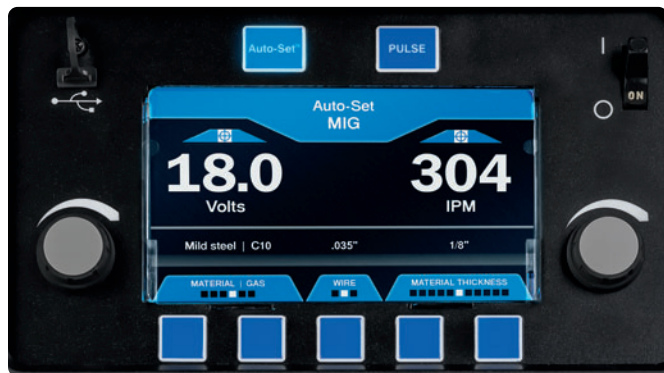 Auto-Set™
PULSE
I
ON
O
Auto-Set
MIG
18.0
Volts
304
IPM
Mild steel | C10
.035"
1/8"
MATERIAL | GAS
WIRE
MATERIAL THICKNESS